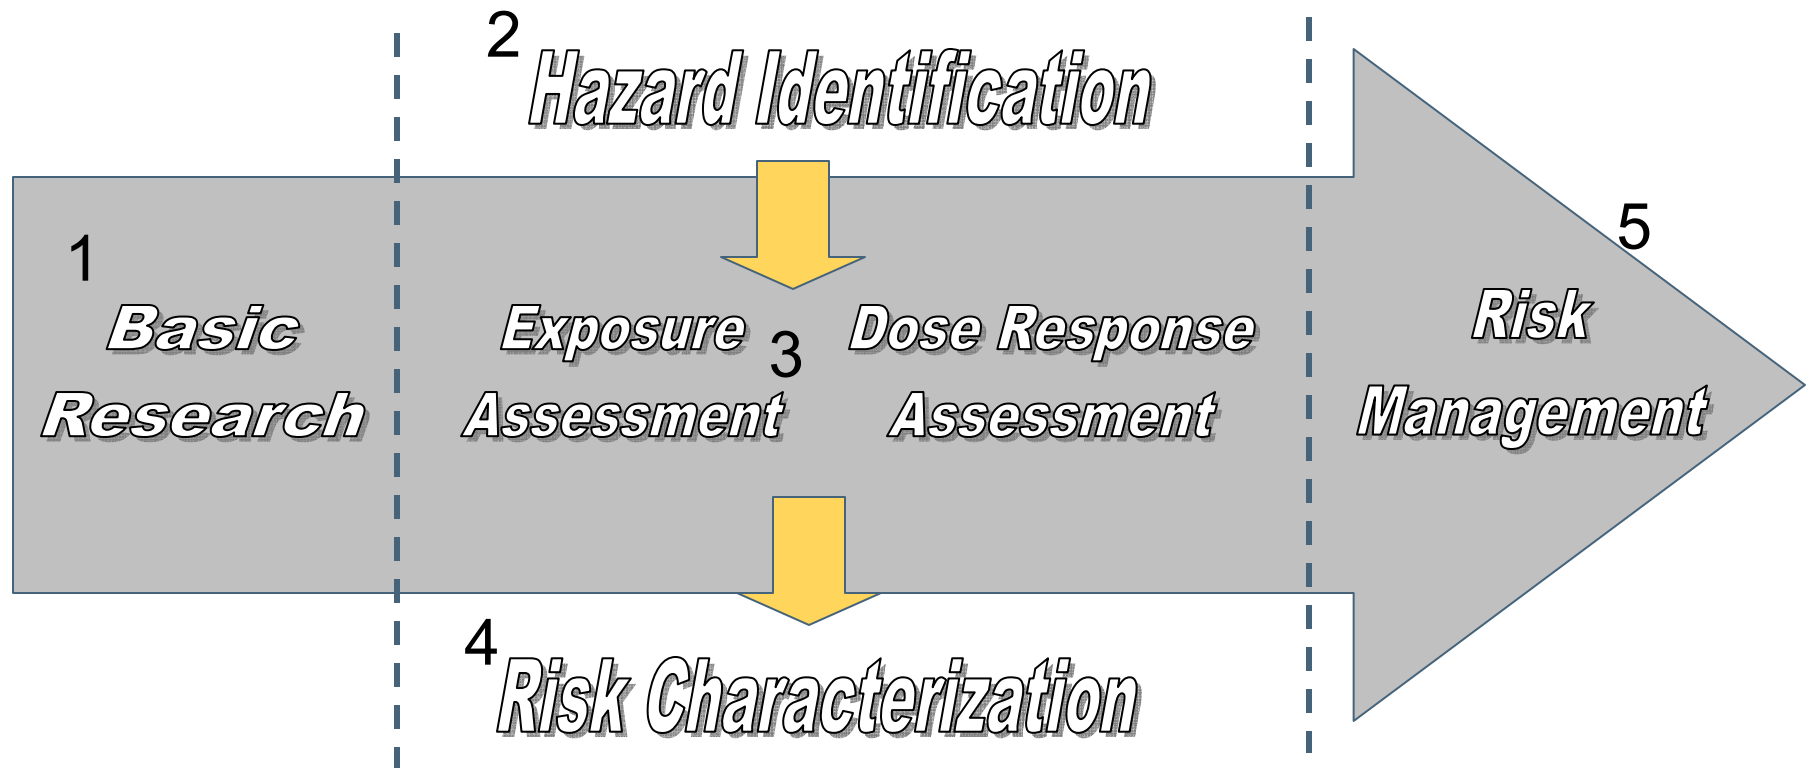 1
Basic
Research
2
Hazard Identification
Exposure
Assessment
3
Dose Response
Assessment
4
Risk Characterization
5
Risk
Management